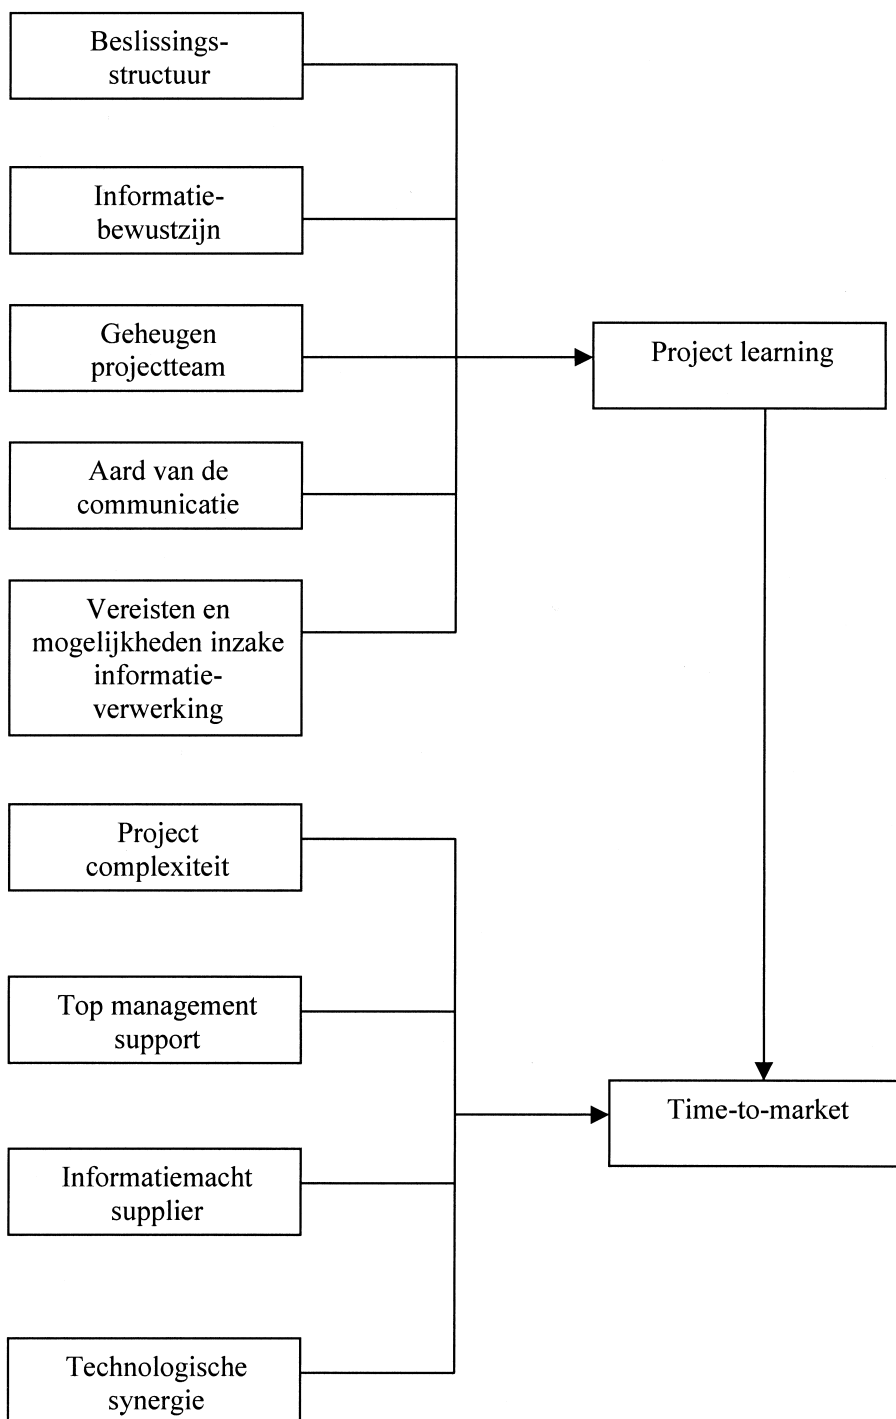 Beslissings-
structuur
Informatie-
bewustzijn
Geheugen
projectteam
Project learning
Aard van de
communicatie
Vereisten en
mogelijkheden inzake
informatie-
verwerking
Project
complexiteit
Top management
support
Time-to-market
Informatiemacht
supplier
Technologische
synergie